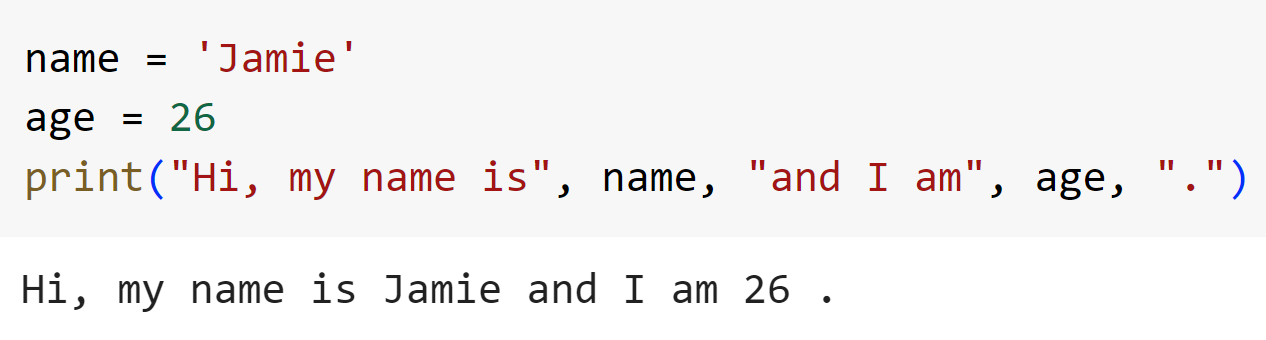 name = 'Jamie'
age = 26
print("Hi, my name is", name, "and I am", age, ".")
Hi, my name is Jamie and I am 26 .